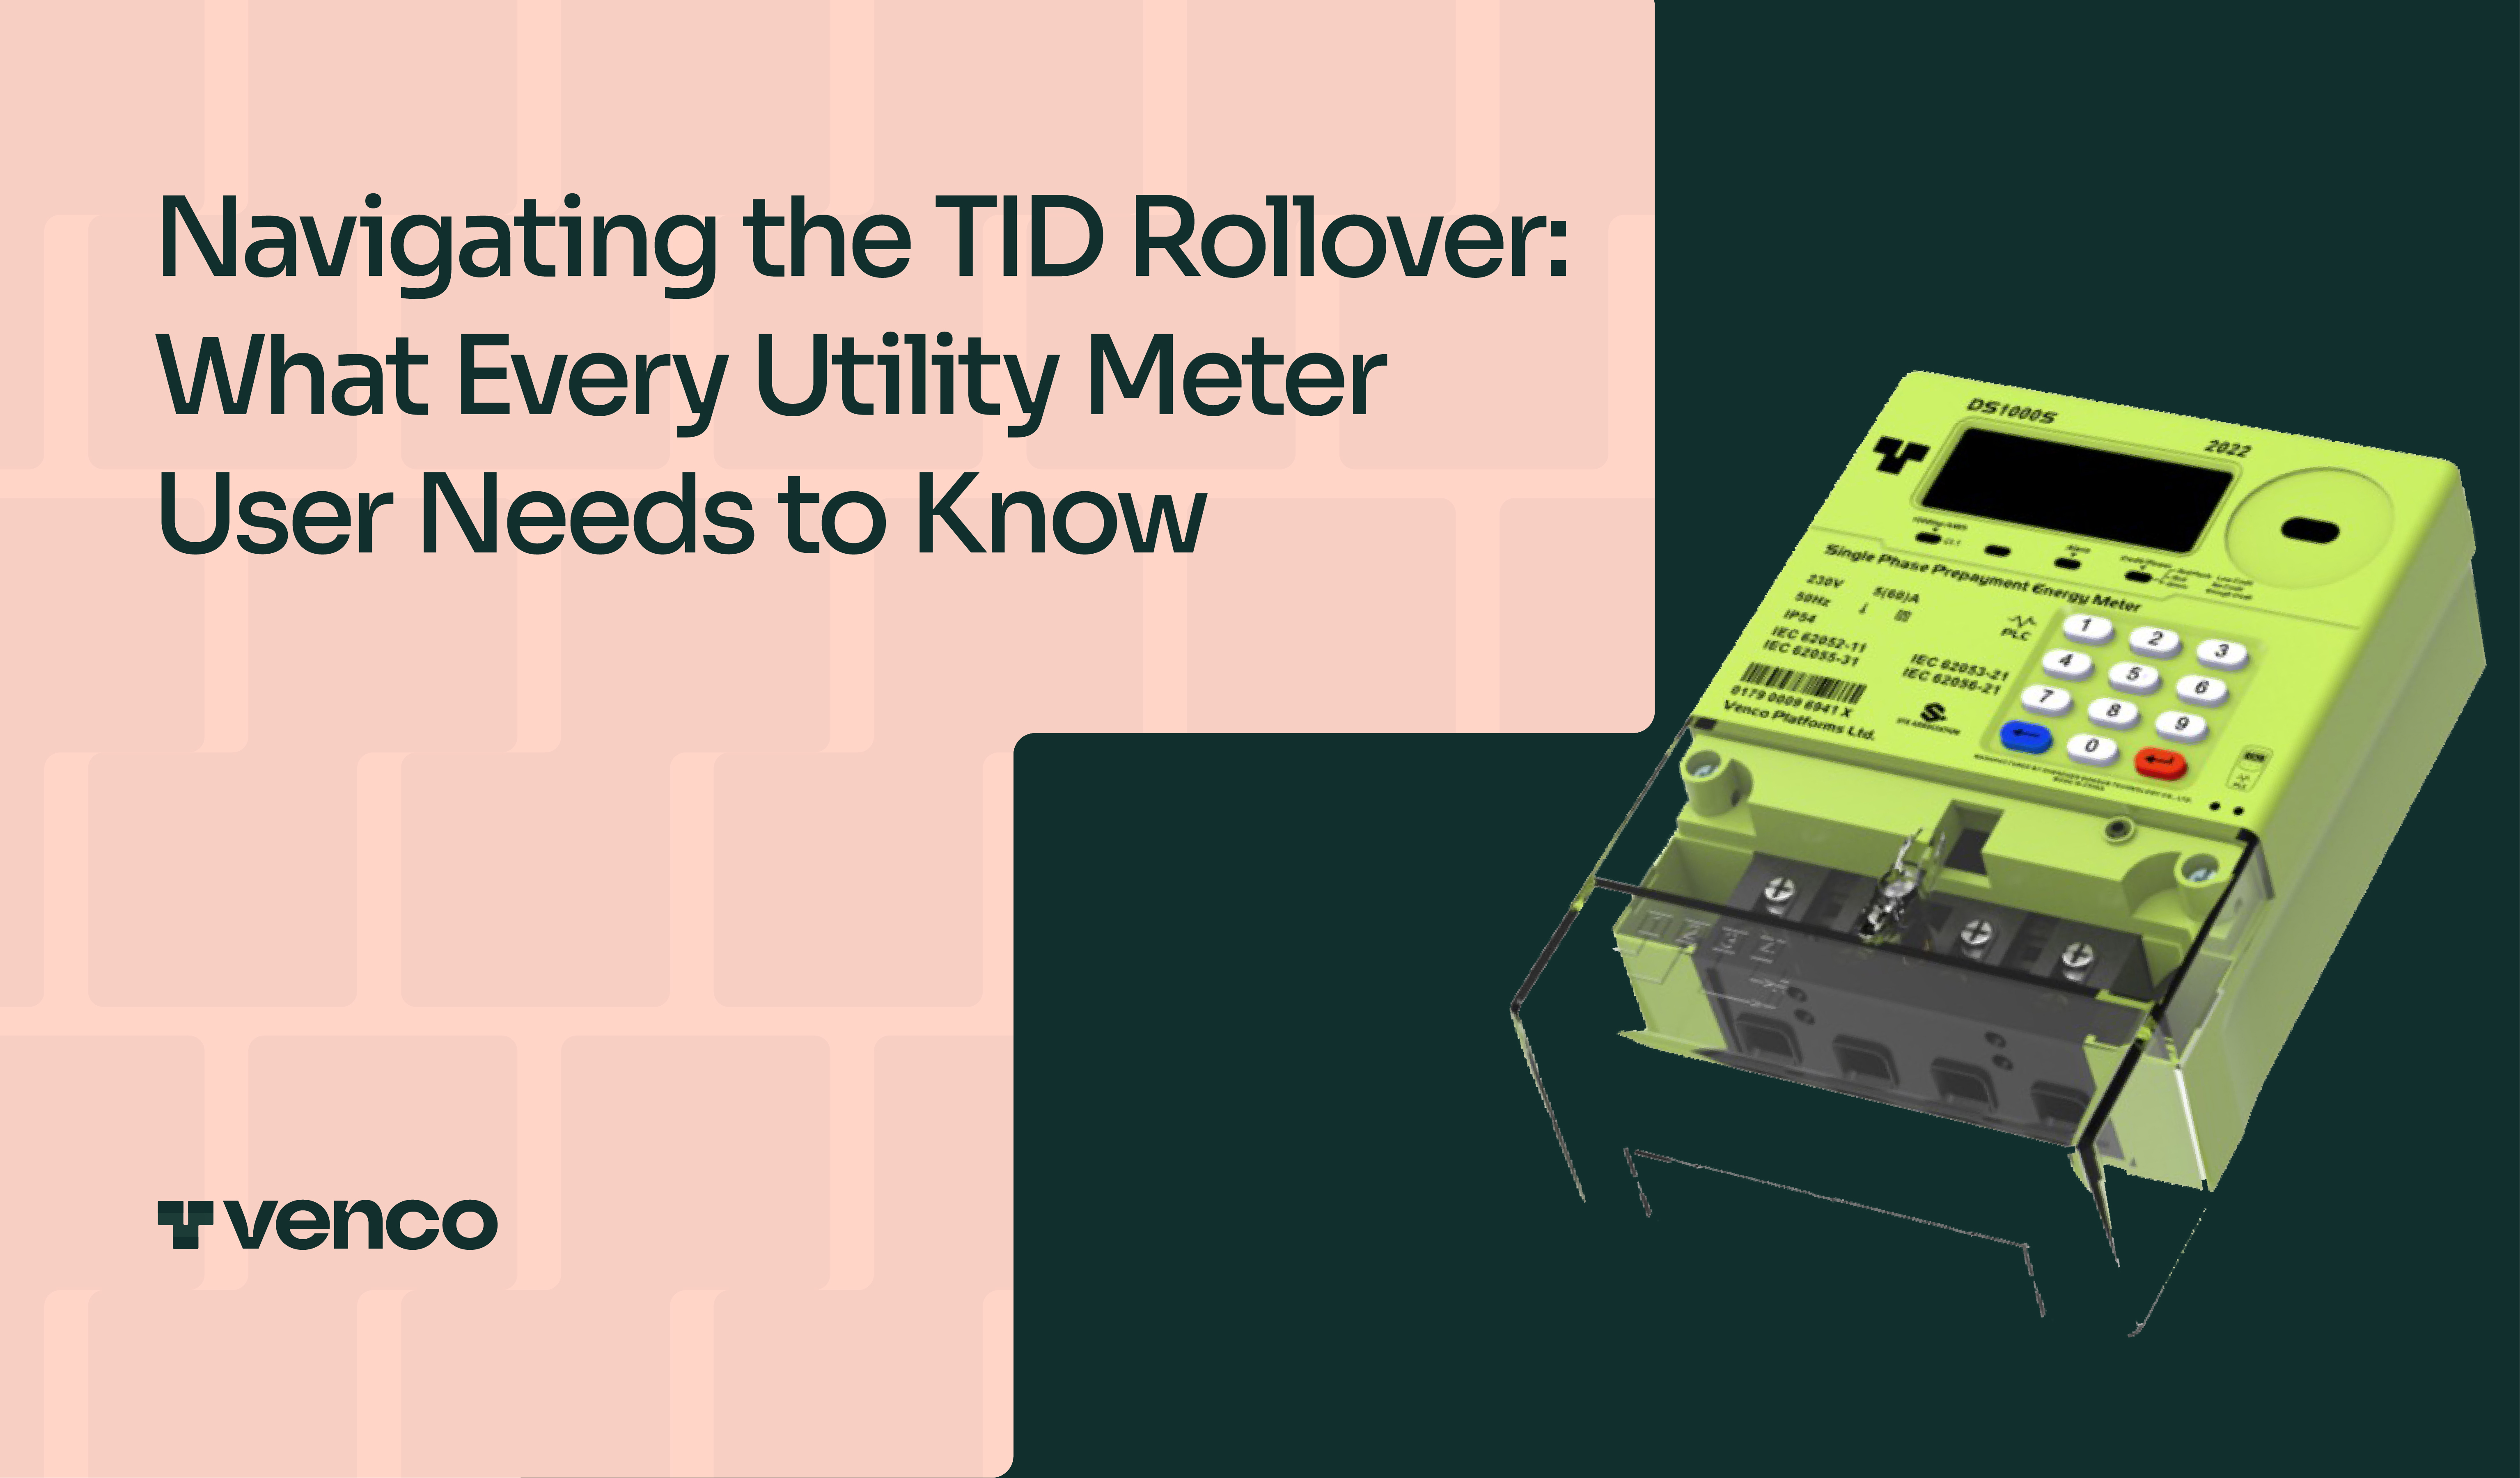 Navigating the TID Rollover:
What Every Utility Meter
User Needs to Know
venco
DS1000S
2022
Alarm
Single Phase Prepayment Energy Meter
230V 5(60)A
50Hz
IP54
PLC
IEC 62052-11
IEC 62055-31
IEC 62053-21
IEC 62056-21
0179 0009 6941 X
Venco Platforms Ltd.
1 2 3
4 5 6
7 8 9
0